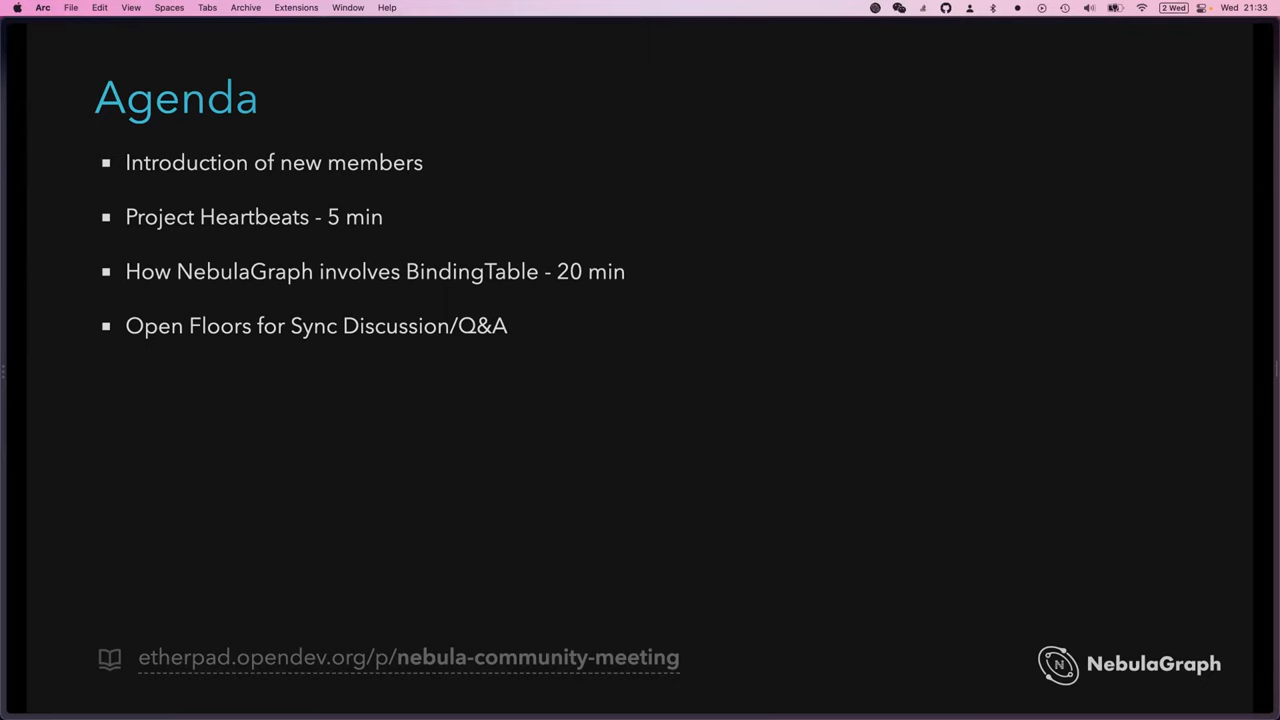 Arc File Edit View Spaces Tabs Archive Extensions Window Help 2 Wed Wed 21:33
Agenda
Introduction of new members
Project Heartbeats - 5 min
How NebulaGraph involves BindingTable - 20 min
Open Floors for Sync Discussion/Q&A
etherpad.opendev.org/p/nebula-community-meeting
N NebulaGraph